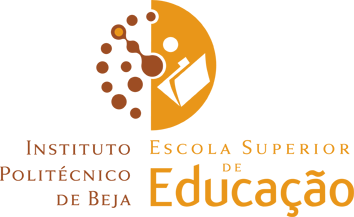 Instituto
Politécnico
de Beja
Escola Superior
de
Educação